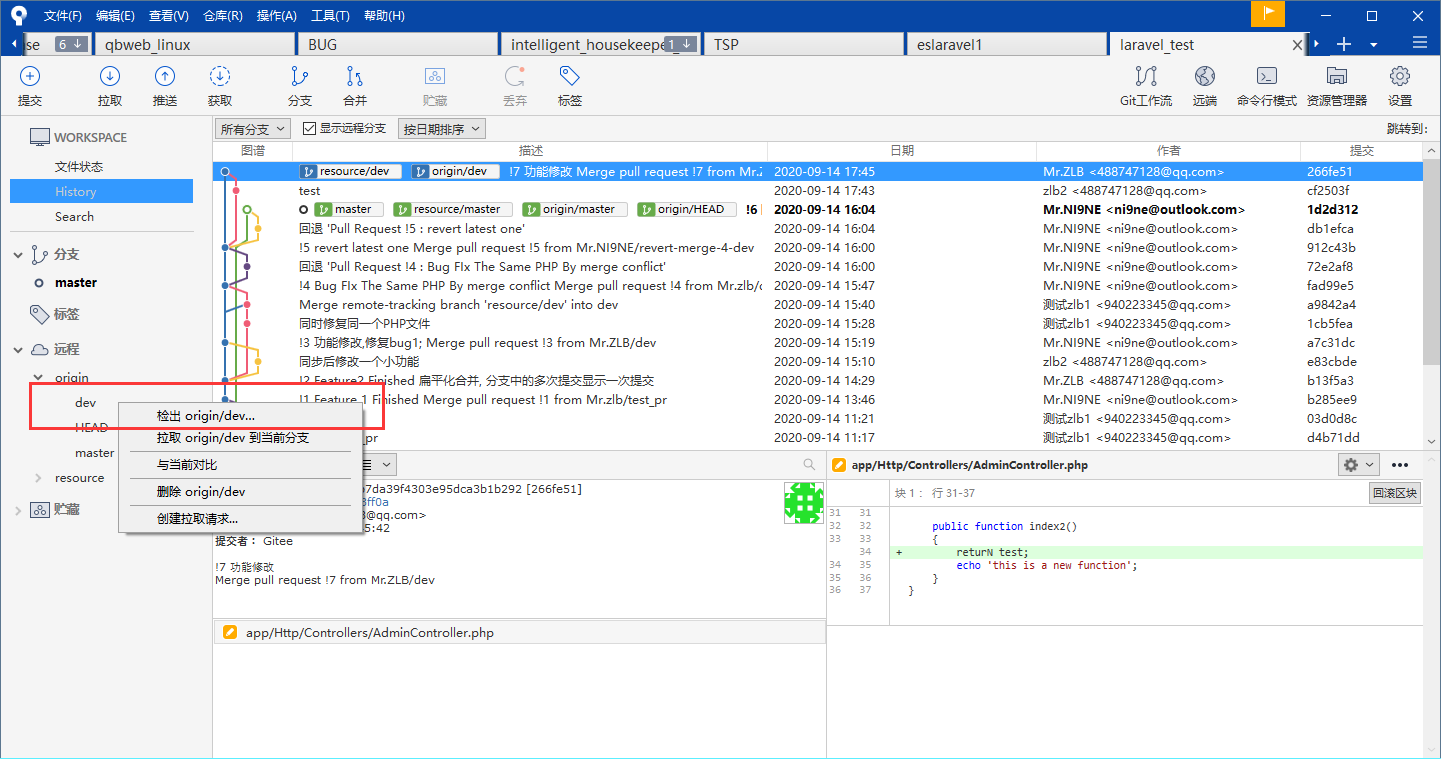 文件(F) 编辑(E) 查看(V) 仓库(R) 操作(A) 工具(T) 帮助(H)
se 6 qbweb_linux BUG intelligent_housekeepe 1 TSP eslaravel1 laravel_test
提交 拉取 推送 获取 分支 合并 贮藏 丢弃 标签 Git工作流 远端 命令行模式 资源管理器 设置
所有分支 显示远程分支 按日期排序 跳转到:
图谱 描述 日期 作者 提交
resource/dev origin/dev !7 功能修改 Merge pull request !7 from Mr.Z 2020-09-14 17:45 Mr.ZLB <488747128@qq.com> 266fe51
test 2020-09-14 17:43 zlb2 <488747128@qq.com> cf2503f
master resource/master origin/master origin/HEAD !6 2020-09-14 16:04 Mr.NI9NE <ni9ne@outlook.com> 1d2d312
回退 'Pull Request !5 : revert latest one' 2020-09-14 16:04 Mr.NI9NE <ni9ne@outlook.com> db1efca
!5 revert latest one Merge pull request !5 from Mr.NI9NE/revert-merge-4-dev 2020-09-14 16:00 Mr.NI9NE <ni9ne@outlook.com> 912c43b
回退 'Pull Request !4 : Bug FIx The Same PHP By merge conflict' 2020-09-14 16:00 Mr.NI9NE <ni9ne@outlook.com> 72e2af8
!4 Bug FIx The Same PHP By merge conflict Merge pull request !4 from Mr.zlb/ 2020-09-14 15:47 Mr.NI9NE <ni9ne@outlook.com> fad99e5
Merge remote-tracking branch 'resource/dev' into dev 2020-09-14 15:40 测试zlb1 <940223345@qq.com> a9842a4
同时修复同一个PHP文件 2020-09-14 15:28 测试zlb1 <940223345@qq.com> 1cb5fea
!3 功能修改,修复bug1; Merge pull request !3 from Mr.ZLB/dev 2020-09-14 15:19 Mr.ZLB <488747128@qq.com> a7c31dc
同步后修改一个小功能 2020-09-14 15:10 zlb2 <488747128@qq.com> e83cbde
!2 Feature2 Finished 扁平化合并, 分支中的多次提交显示一次提交 2020-09-14 14:29 Mr.ZLB <488747128@qq.com> b13f5a3
!1 Feature 1 Finished Merge pull request !1 from Mr.zlb/test_pr 2020-09-14 13:46 Mr.ZLB <488747128@qq.com> b285ee9
2020-09-14 11:21 测试zlb1 <940223345@qq.com> 03d0d8c
_pr 2020-09-14 11:17 测试zlb1 <940223345@qq.com> d4b71dd
WORKSPACE
文件状态
History
Search
分支
master
标签
远程
origin
dev
HEAD
master
resource
贮藏
检出 origin/dev...
拉取 origin/dev 到当前分支
与当前对比
删除 origin/dev
创建拉取请求...
7da39f4303e95dca3b1b292 [266fe51]
ff0a
@qq.com>
5:42
提交者： Gitee
!7 功能修改
Merge pull request !7 from Mr.ZLB/dev
app/Http/Controllers/AdminController.php
app/Http/Controllers/AdminController.php
块 1： 行 31-37 回滚区块
31 31
32 32 public function index2()
33 33 {
34 + returN test;
34 35 echo 'this is a new function';
35 36 }
36 37 }